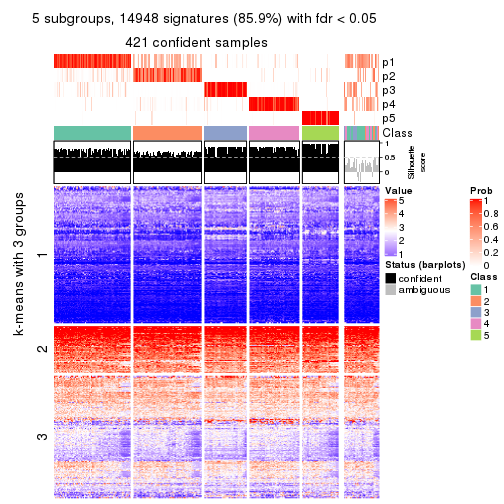 5 subgroups, 14948 signatures (85.9%) with fdr < 0.05
421 confident samples
p1
p2
p3
p4
p5
Class
1
0.5
0
Silhouette
score
k-means with 3 groups
1
2
3
Value
5
4
3
2
1
Status (barplots)
confident
ambiguous
Prob
1
0.8
0.6
0.4
0.2
0
Class
1
2
3
4
5